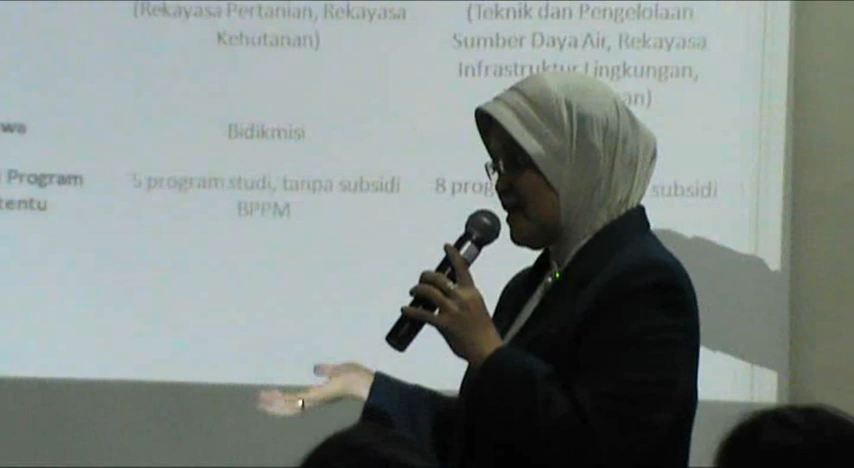 (Rekayasa Pertanian, Rekayasa
Kehutanan)
(Teknik dan Pengelolaan
Sumber Daya Air, Rekayasa
Infrastruktur Lingkungan,
wa
Bidikmisi
Program
tentu
5 program studi, tanpa subsidi
BPPM
8 prog
subsidi